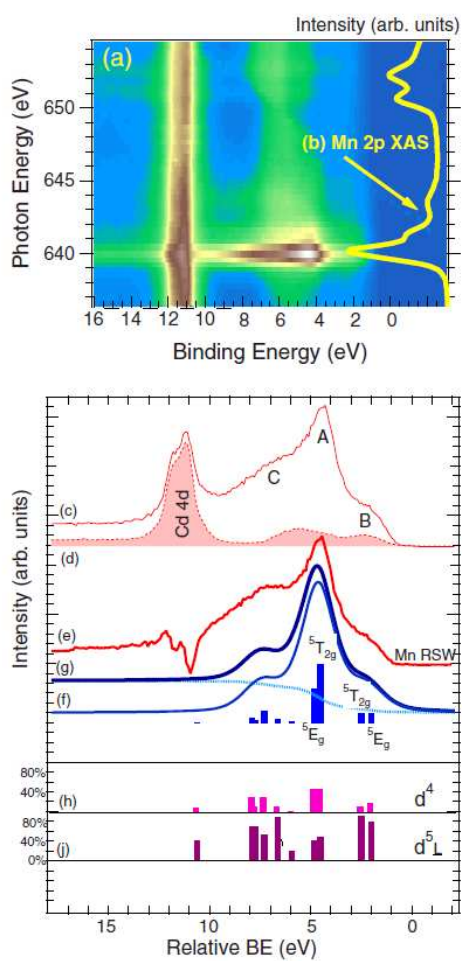 Intensity (arb. units)
(a)
Photon Energy (eV)
650
645
640
(b) Mn 2p XAS
16 14 12 10 8 6 4 2 0
Binding Energy (eV)
Intensity (arb. units)
(c)
(d)
(e)
(g)
(f)
Cd 4d
C
A
B
Mn RSW
⁵T₂g
⁵T₂g
⁵Eg
⁵Eg
80%
40%
(h)
d⁴
80%
40%
0%
(j)
d⁵L
15 10 5 0
Relative BE (eV)